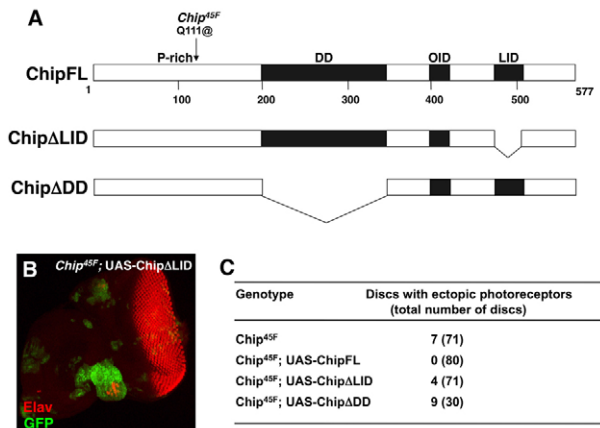 A
Chip45F
Q111@
P-rich DD OID LID
ChipFL
1 100 200 300 400 500 577
ChipΔLID
ChipΔDD
B Chip45F; UAS-ChipΔLID
Elav
GFP
C
Genotype Discs with ectopic photoreceptors
(total number of discs)
Chip45F 7 (71)
Chip45F; UAS-ChipFL 0 (80)
Chip45F; UAS-ChipΔLID 4 (71)
Chip45F; UAS-ChipΔDD 9 (30)